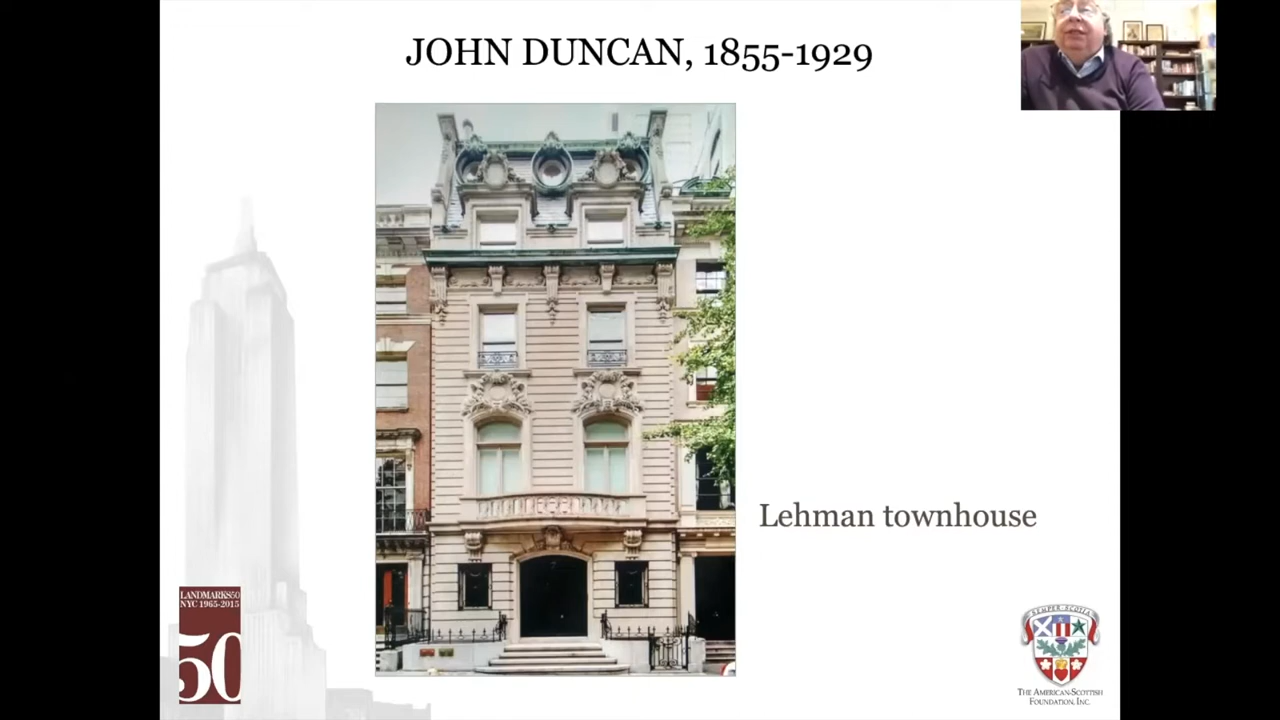 JOHN DUNCAN, 1855-1929
Lehman townhouse
LANDMARKS50
NYC 1965-2015
50
SEMPER SCOTIA
THE AMERICAN-SCOTTISH
FOUNDATION, INC.